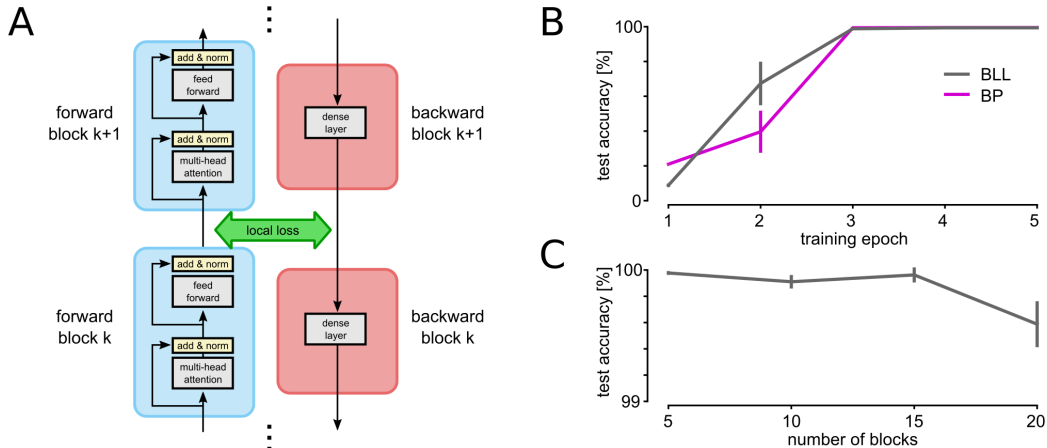 A
forward
block k+1
add & norm
feed
forward
add & norm
multi-head
attention
dense
layer
backward
block k+1
local loss
forward
block k
add & norm
feed
forward
add & norm
multi-head
attention
dense
layer
backward
block k
B
test accuracy [%]
100
0
BLL
BP
1 2 3 4 5
training epoch
C
test accuracy [%]
100
99
5 10 15 20
number of blocks